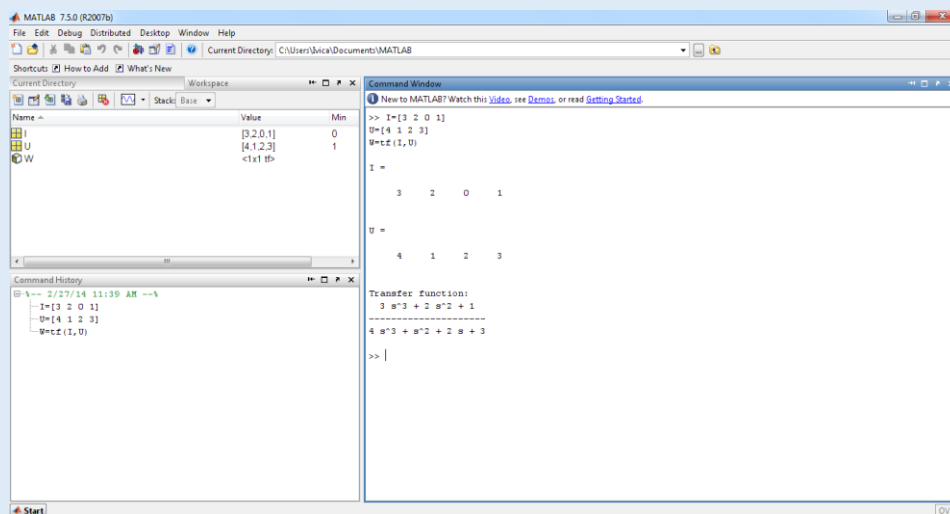 MATLAB 7.5.0 (R2007b)
File Edit Debug Distributed Desktop Window Help
Current Directory: C:\Users\Ivica\Documents\MATLAB
Shortcuts How to Add What's New
Current Directory Workspace
Stack: Base
Name Value Min
I [3,2,0,1] 0
U [4,1,2,3] 1
W <1x1 tf>
Command History
%-- 2/27/14 11:39 AM --%
I=[3 2 0 1]
U=[4 1 2 3]
W=tf(I,U)
Command Window
New to MATLAB? Watch this Video, see Demos, or read Getting Started.
>> I=[3 2 0 1]
U=[4 1 2 3]
W=tf(I,U)
I =
3 2 0 1
U =
4 1 2 3
Transfer function:
3 s^3 + 2 s^2 + 1
---------------------
4 s^3 + s^2 + 2 s + 3
>>
Start